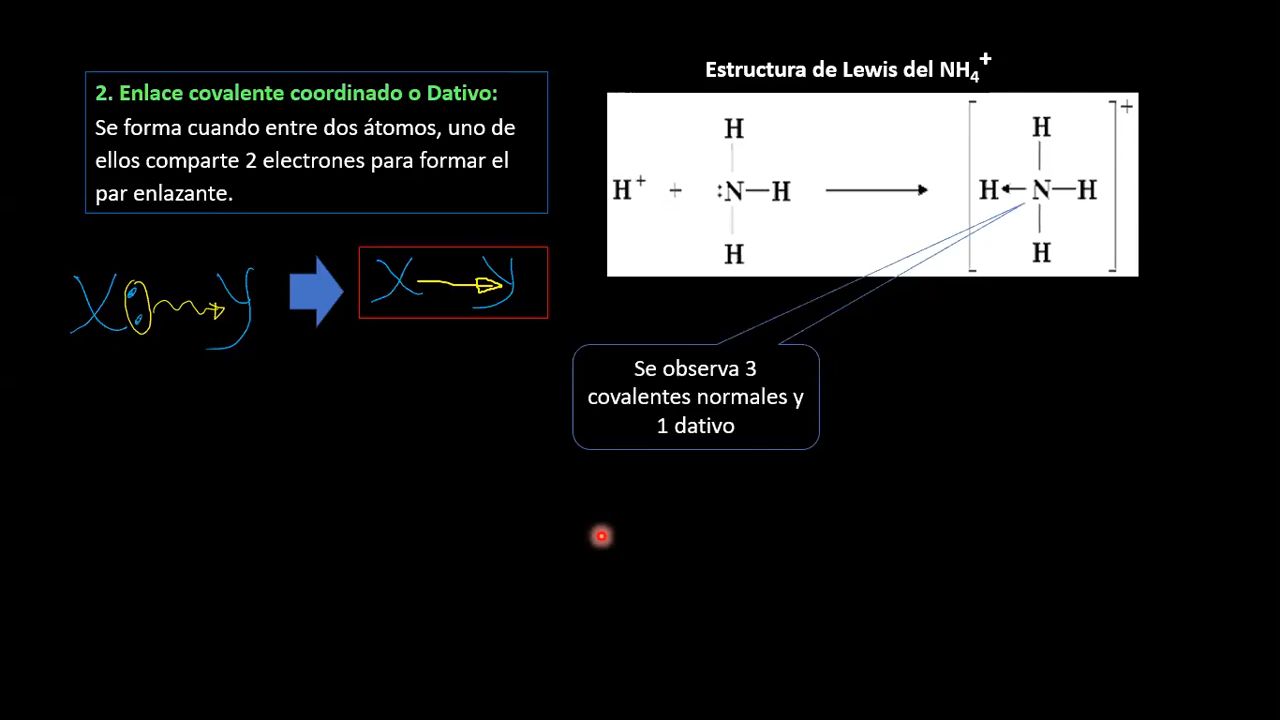 2. Enlace covalente coordinado o Dativo:
Se forma cuando entre dos átomos, uno de
ellos comparte 2 electrones para formar el
par enlazante.
X : Y
X → Y
Estructura de Lewis del NH₄⁺
H H
H⁺ + :N—H → [H←N—H]⁺
H H
Se observa 3
covalentes normales y
1 dativo